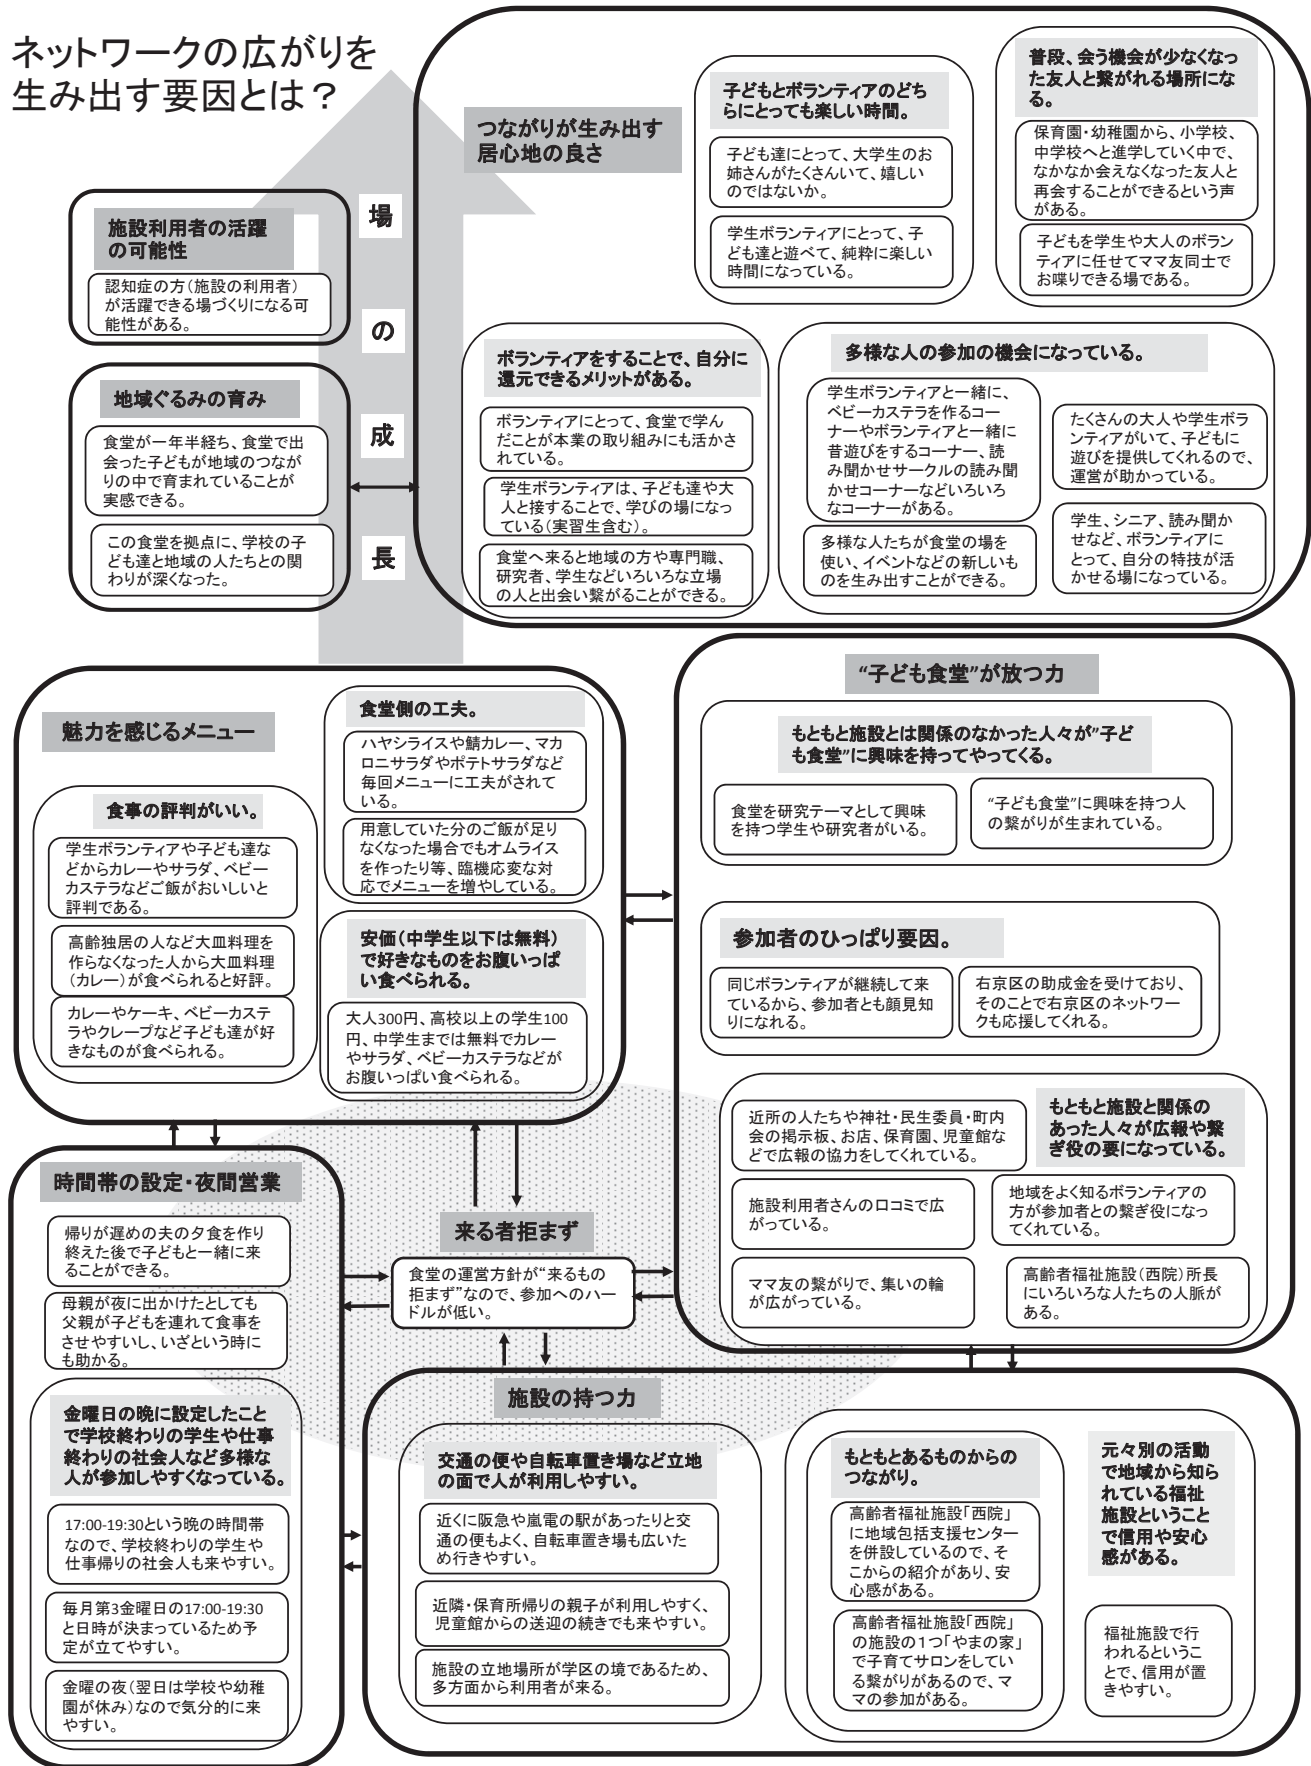 ネットワークの広がりを
生み出す要因とは？
つながりが生み出す
居心地の良さ
子どもとボランティアのどち
らにとっても楽しい時間。
子ども達にとって、大学生のお
姉さんがたくさんいて、嬉しい
のではないか。
学生ボランティアにとって、子
ども達と遊べて、純粋に楽しい
時間になっている。
普段、会う機会が少なくなっ
た友人と繋がれる場所にな
る。
保育園・幼稚園から、小学校、
中学校へと進学していく中で、
なかなか会えなくなった友人と
再会することができるという声
がある。
子どもを学生や大人のボラン
ティアに任せてママ友同士で
お喋りできる場である。
ボランティアをすることで、自分に
還元できるメリットがある。
ボランティアにとって、食堂で学ん
だことが本業の取り組みにも活かさ
れている。
学生ボランティアは、子ども達や大
人と接することで、学びの場になっ
ている（実習生含む）。
食堂へ来ると地域の方や専門職、
研究者、学生などいろいろな立場
の人と出会い繋がることができる。
多様な人の参加の機会になっている。
学生ボランティアと一緒に、
ベビーカステラを作るコー
ナーやボランティアと一緒に
昔遊びをするコーナー、読
み聞かせサークルの読み聞
かせコーナーなどいろいろ
なコーナーがある。
多様な人たちが食堂の場を
使い、イベントなどの新しいも
のを生み出すことができる。
たくさんの大人や学生ボラ
ンティアがいて、子どもに
遊びを提供してくれるので、
運営が助かっている。
学生、シニア、読み聞か
せなど、ボランティアに
とって、自分の特技が活
かせる場になっている。
場
の
成
長
施設利用者の活躍
の可能性
認知症の方（施設の利用者）
が活躍できる場づくりになる可
能性がある。
地域ぐるみの育み
食堂が一年半経ち、食堂で出
会った子どもが地域のつなが
りの中で育まれていることが
実感できる。
この食堂を拠点に、学校の子
ども達と地域の人たちとの関
わりが深くなった。
魅力を感じるメニュー
食事の評判がいい。
学生ボランティアや子ども達な
どからカレーやサラダ、ベビー
カステラなどご飯がおいしいと
評判である。
高齢独居の人など大皿料理を
作らなくなった人から大皿料理
（カレー）が食べられると好評。
カレーやケーキ、ベビーカステ
ラやクレープなど子ども達が好
きなものが食べられる。
食堂側の工夫。
ハヤシライスや鯖カレー、マカ
ロニサラダやポテトサラダなど
毎回メニューに工夫がされて
いる。
用意していた分のご飯が足り
なくなった場合でもオムライス
を作ったり等、臨機応変な対
応でメニューを増やしている。
安価（中学生以下は無料）
で好きなものをお腹いっぱ
い食べられる。
大人300円、高校以上の学生100
円、中学生までは無料でカレー
やサラダ、ベビーカステラなどが
お腹いっぱい食べられる。
“子ども食堂”が放つ力
もともと施設とは関係のなかった人々が”子ど
も食堂”に興味を持ってやってくる。
食堂を研究テーマとして興味
を持つ学生や研究者がいる。
“子ども食堂”に興味を持つ人
の繋がりが生まれている。
参加者のひっぱり要因。
同じボランティアが継続して来
ているから、参加者とも顔見知
りになれる。
右京区の助成金を受けており、
そのことで右京区のネットワー
クも応援してくれる。
もともと施設と関係の
あった人々が広報や繋
ぎ役の要になっている。
近所の人たちや神社・民生委員・町内
会の掲示板、お店、保育園、児童館な
どで広報の協力をしてくれている。
施設利用者さんの口コミで広
がっている。
地域をよく知るボランティアの
方が参加者との繋ぎ役になっ
てくれている。
ママ友の繋がりで、集いの輪
が広がっている。
高齢者福祉施設（西院）所長
にいろいろな人たちの人脈が
ある。
時間帯の設定・夜間営業
帰りが遅めの夫の夕食を作り
終えた後で子どもと一緒に来
ることができる。
母親が夜に出かけたとしても
父親が子どもを連れて食事を
させやすいし、いざという時に
も助かる。
金曜日の晩に設定したこと
で学校終わりの学生や仕事
終わりの社会人など多様な
人が参加しやすくなっている。
17:00-19:30という晩の時間帯
なので、学校終わりの学生や
仕事帰りの社会人も来やすい。
毎月第3金曜日の17:00-19:30
と日時が決まっているため予
定が立てやすい。
金曜の夜（翌日は学校や幼稚
園が休み）なので気分的に来
やすい。
来る者拒まず
食堂の運営方針が“来るもの
拒まず”なので、参加へのハー
ドルが低い。
施設の持つ力
交通の便や自転車置き場など立地
の面で人が利用しやすい。
近くに阪急や嵐電の駅があったりと交
通の便もよく、自転車置き場も広いた
め行きやすい。
近隣・保育所帰りの親子が利用しやすく、
児童館からの送迎の続きでも来やすい。
施設の立地場所が学区の境であるため、
多方面から利用者が来る。
もともとあるものからの
つながり。
高齢者福祉施設「西院」
に地域包括支援センター
を併設しているので、そ
こからの紹介があり、安
心感がある。
高齢者福祉施設「西院」
の施設の1つ「やまの家」
で子育てサロンをしてい
る繋がりがあるので、マ
マの参加がある。
元々別の活動
で地域から知ら
れている福祉
施設ということ
で信用や安心
感がある。
福祉施設で行
われるというこ
とで、信用が置
きやすい。